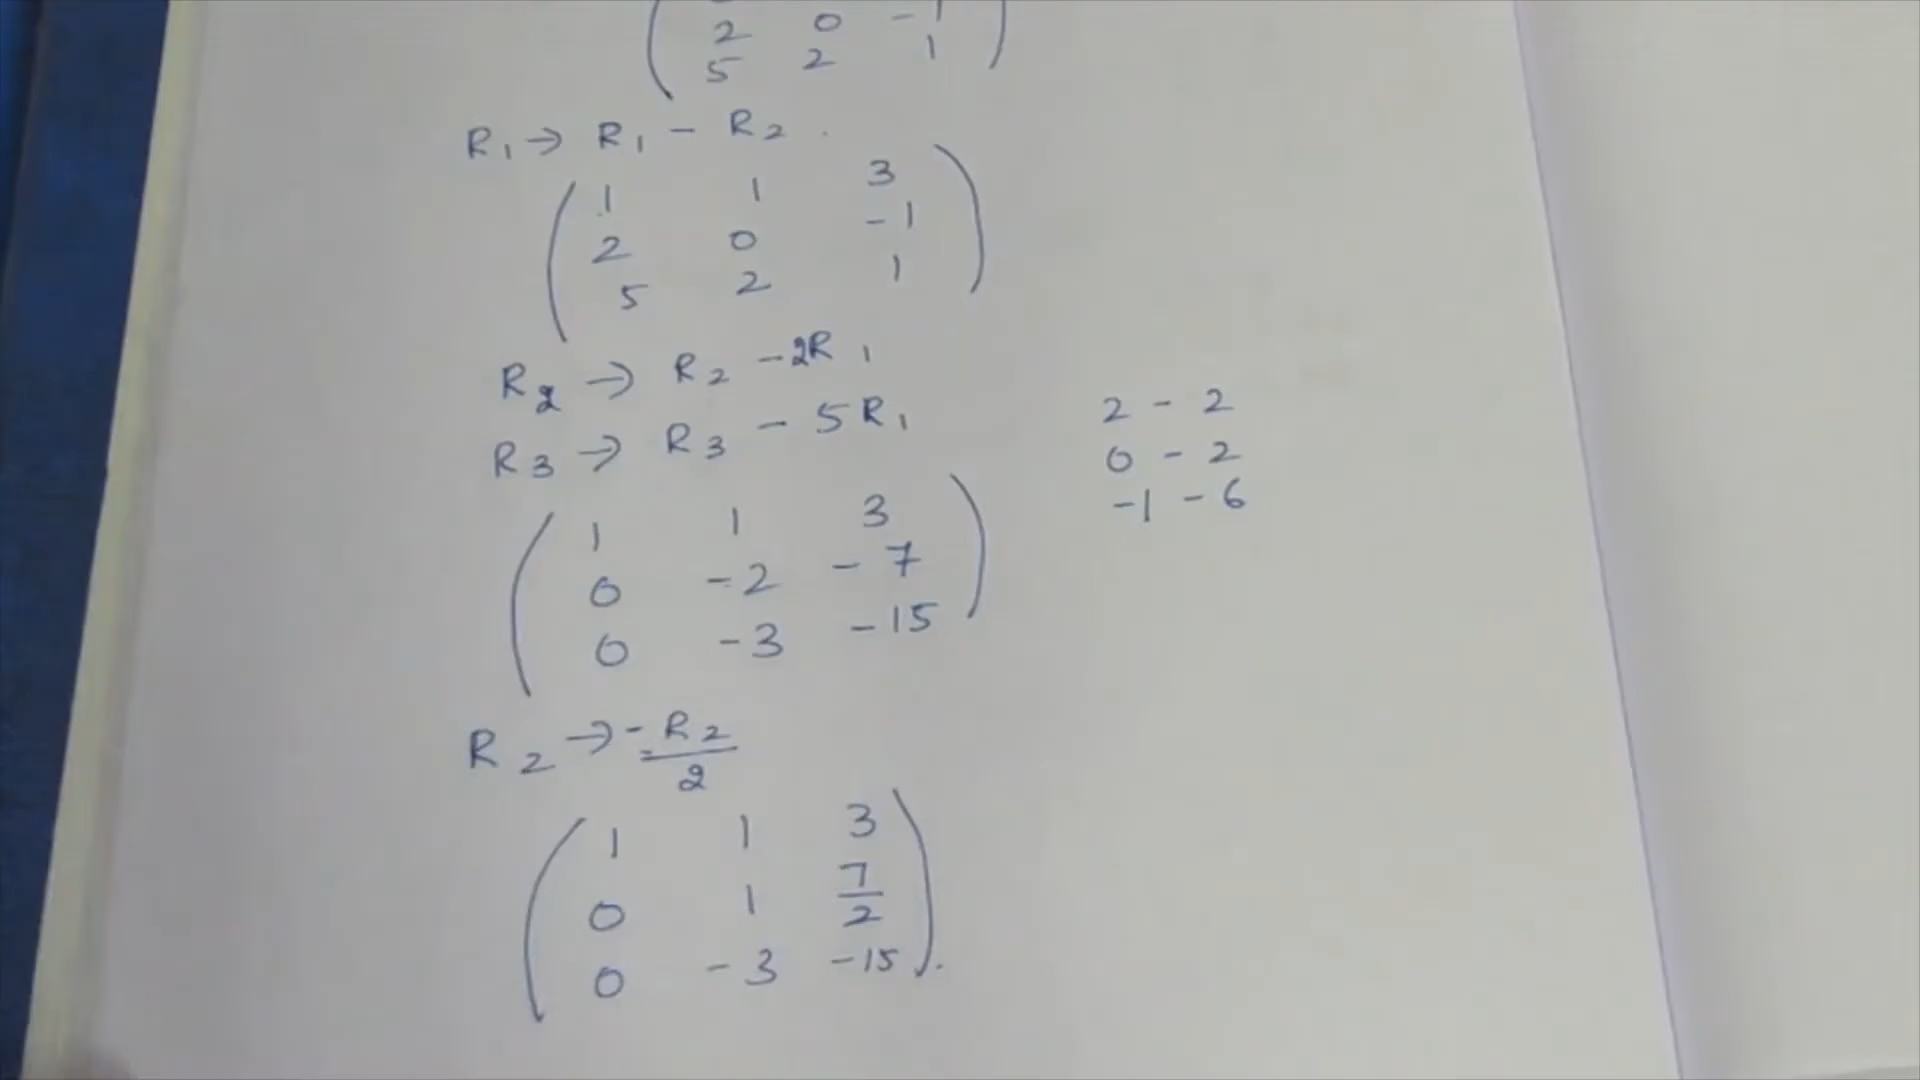 2 0 -1
5 2 1
R1 → R1 - R2 .
1 1 3
2 0 -1
5 2 1
R2 → R2 - 2R1
R3 → R3 - 5R1
2 - 2
0 - 2
-1 - 6
1 1 3
0 -2 -7
0 -3 -15
R2 → -R2/2
1 1 3
0 1 7/2
0 -3 -15 .